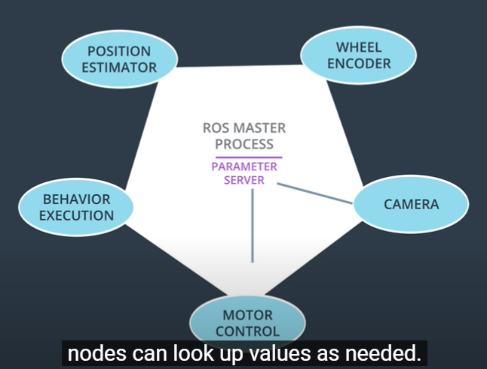 POSITION
ESTIMATOR
WHEEL
ENCODER
ROS MASTER
PROCESS
PARAMETER
SERVER
BEHAVIOR
EXECUTION
CAMERA
MOTOR
CONTROL
nodes can look up values as needed.